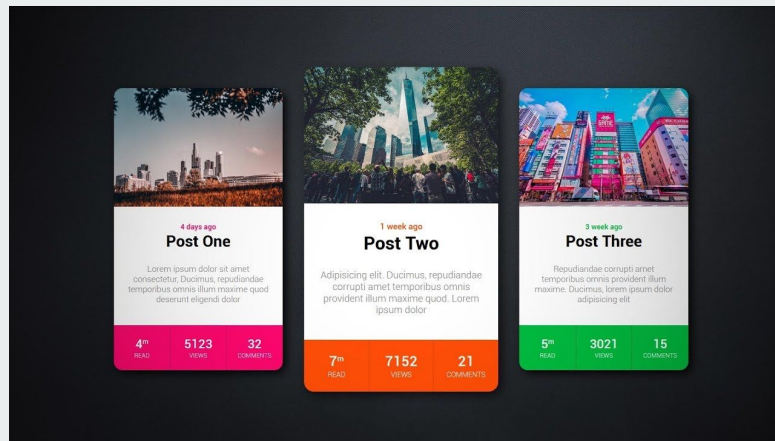 4 days ago
Post One
Lorem ipsum dolor sit amet
consectetur, Ducimus, repudiandae
temporibus omnis illum maxime quod
deserunt eligendi dolor
4m
5123
32
READ
VIEWS
COMMENTS
1 week ago
Post Two
Adipisicing elit. Ducimus, repudiandae
corrupti amet temporibus omnis
provident illum maxime quod. Lorem
ipsum dolor
7m
7152
21
READ
VIEWS
COMMENTS
3 week ago
Post Three
Repudiandae corrupti amet
temporibus omnis provident illum
maxime. Ducimus, lorem ipsum dolor
adipisicing elit
5m
3021
15
READ
VIEWS
COMMENTS